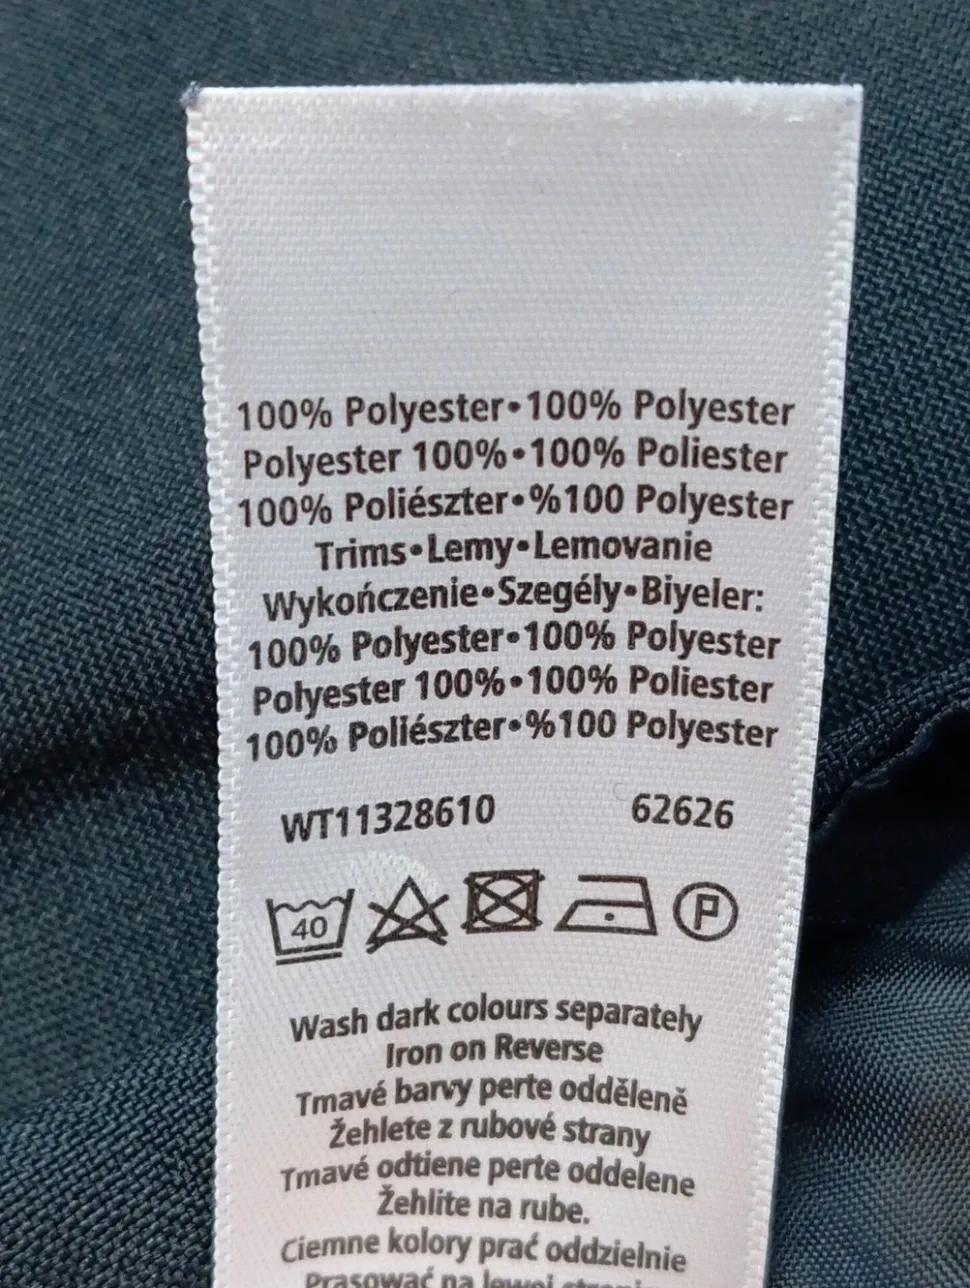 100% Polyester•100% Polyester
Polyester 100%•100% Poliester
100% Poliészter•%100 Polyester
Trims•Lemy•Lemovanie
Wykończenie•Szegély•Biyeler:
100% Polyester•100% Polyester
Polyester 100%•100% Poliester
100% Poliészter•%100 Polyester
WT11328610 62626
40 P
Wash dark colours separately
Iron on Reverse
Tmavé barvy perte odděleně
Žehlete z rubové strany
Tmavé odtiene perte oddelene
Žehlite na rube.
Ciemne kolory prać oddzielnie
Prasować na lewej